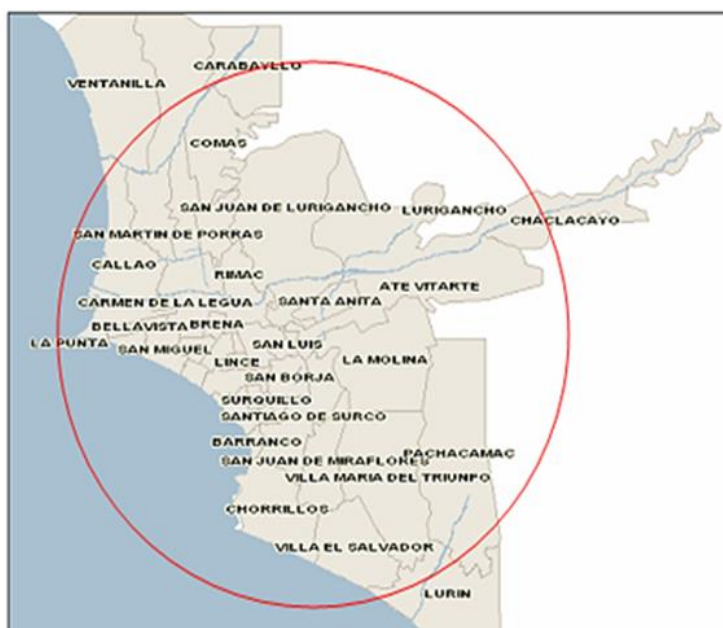 CARABAYLLO
VENTANILLA
COMAS
SAN JUAN DE LURIGANCHO
LURIGANCHO
CHACLACAYO
SAN MARTIN DE PORRAS
CALLAO
RIMAC
ATE VITARTE
CARMEN DE LA LEGUA
SANTA ANITA
BELLAVISTA
BRENA
LA PUNTA
SAN MIGUEL
SAN LUIS
LINCE
LA MOLINA
SAN BORJA
SURQUILLO
SANTIAGO DE SURCO
BARRANCO
SAN JUAN DE MIRAFLORES
PACHACAMAC
VILLA MARIA DEL TRIUNFO
CHORRILLOS
VILLA EL SALVADOR
LURIN